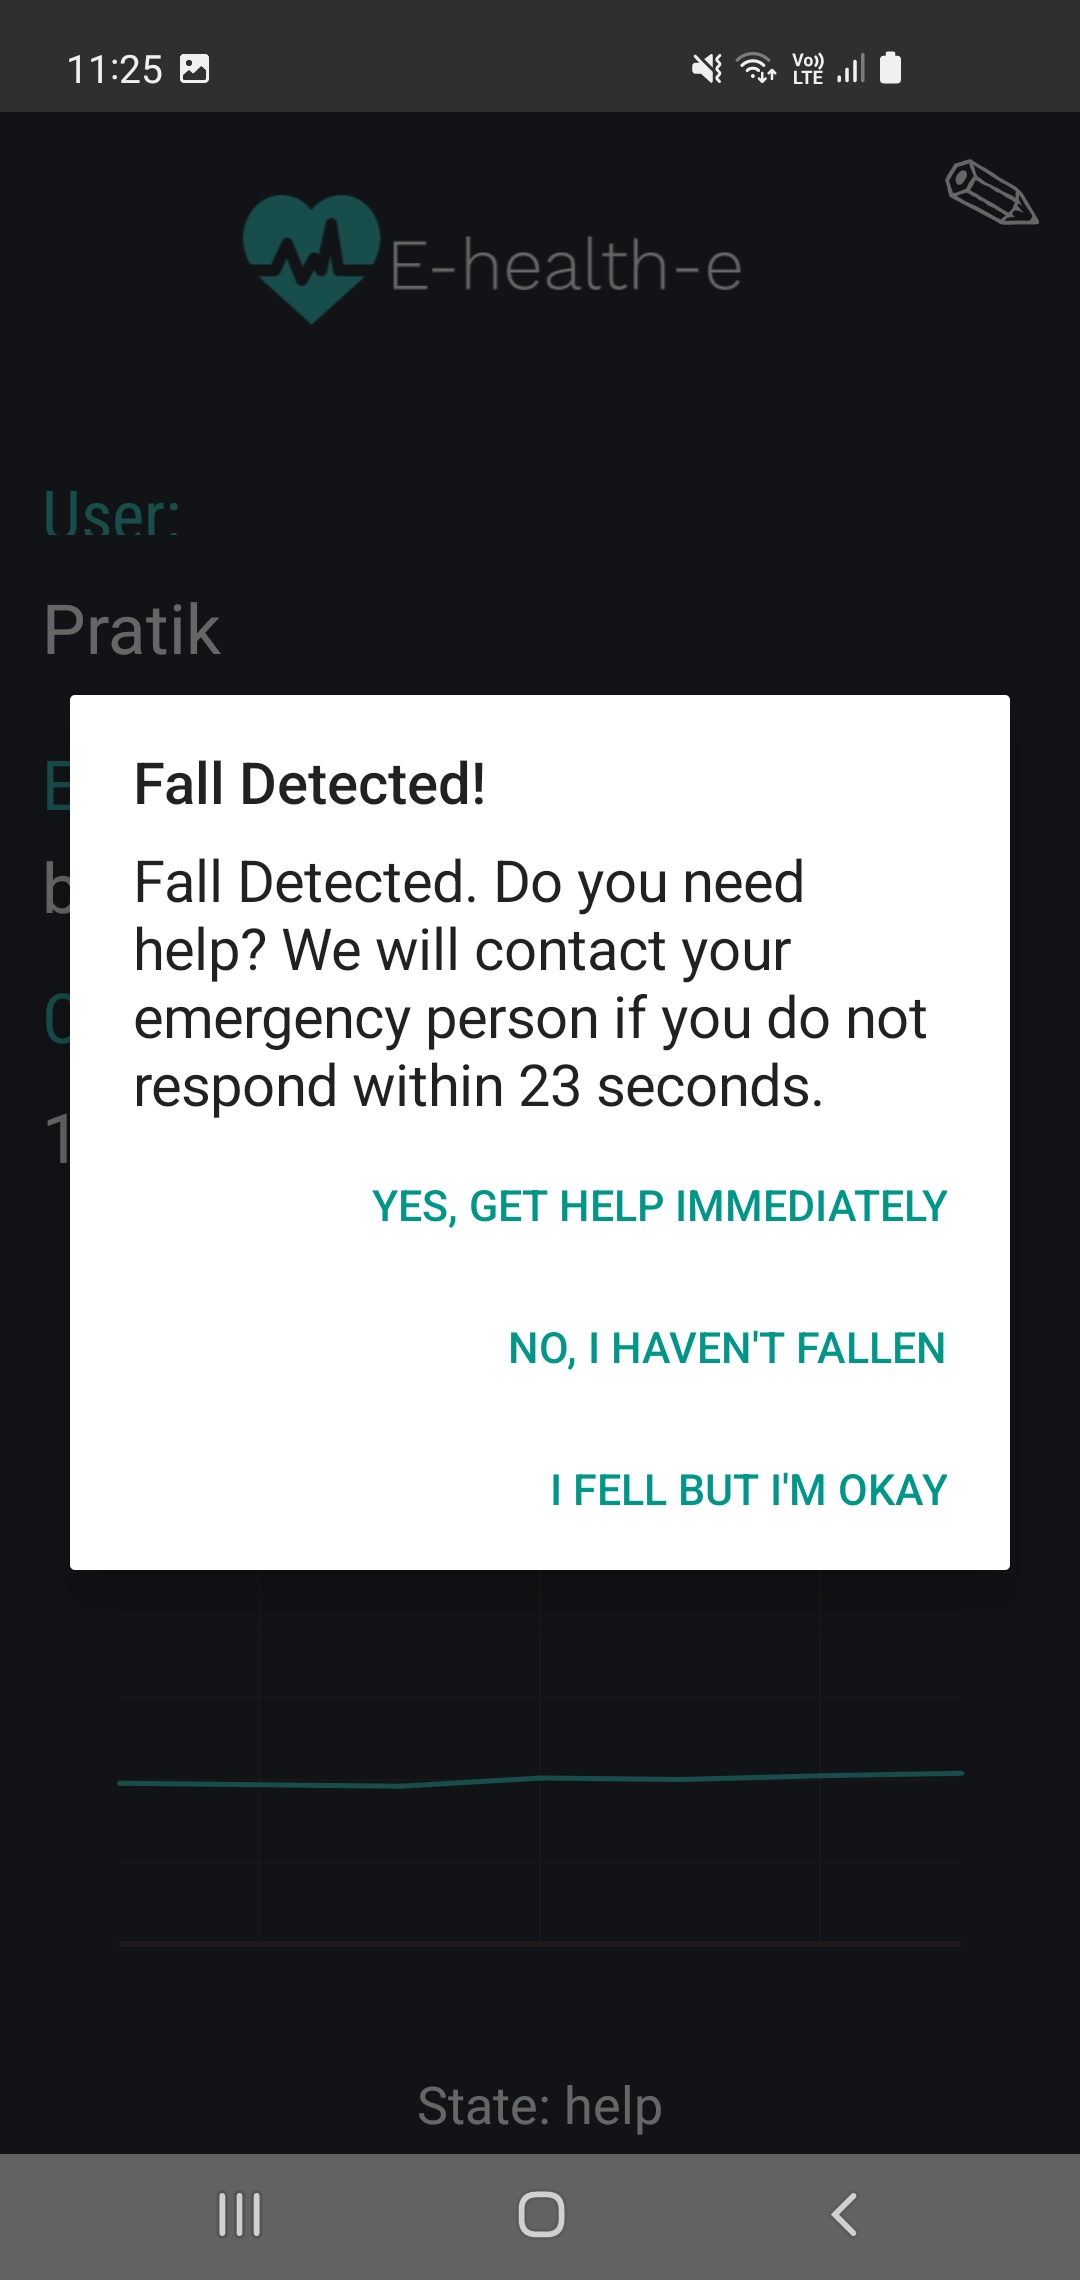 11:25
Vo))
LTE
E-health-e
User:
Pratik
Fall Detected!
Fall Detected. Do you need
help? We will contact your
emergency person if you do not
respond within 23 seconds.
YES, GET HELP IMMEDIATELY
NO, I HAVEN'T FALLEN
I FELL BUT I'M OKAY
State: help